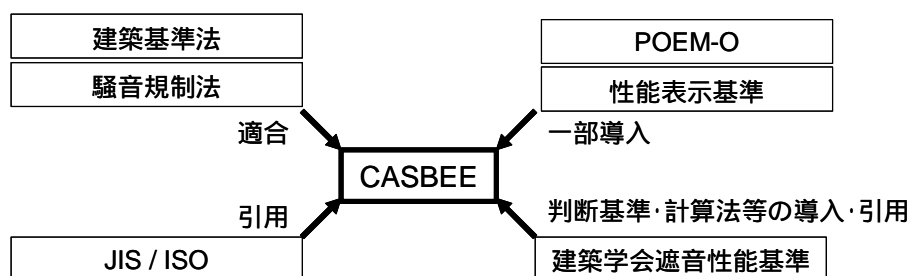 建築基準法
POEM-O
騒音規制法
性能表示基準
適合
一部導入
CASBEE
引用
判断基準･計算法等の導入･引用
JIS / ISO
建築学会遮音性能基準